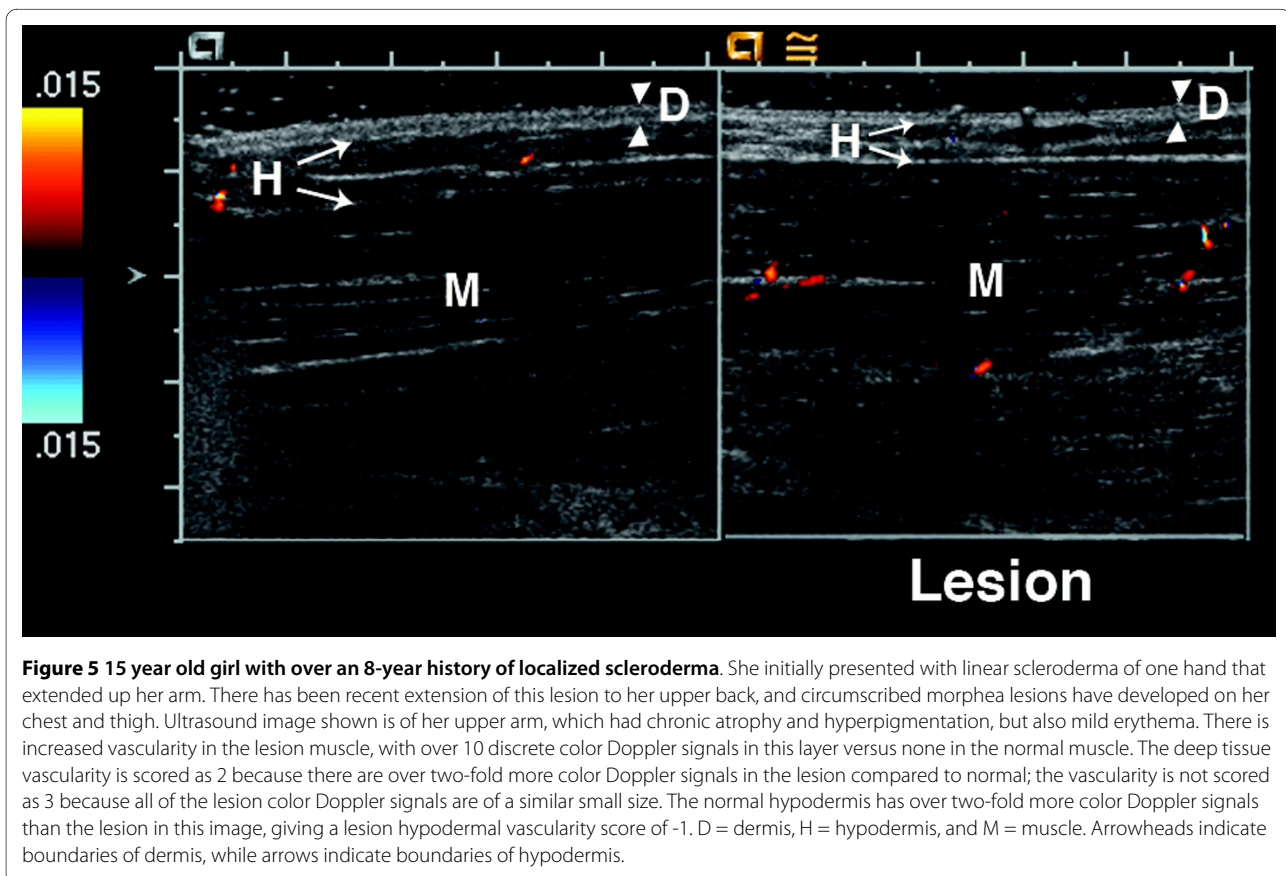 .015
.015
D
H
M
D
H
M
Lesion
Figure 5 15 year old girl with over an 8-year history of localized scleroderma. She initially presented with linear scleroderma of one hand that
extended up her arm. There has been recent extension of this lesion to her upper back, and circumscribed morphea lesions have developed on her
chest and thigh. Ultrasound image shown is of her upper arm, which had chronic atrophy and hyperpigmentation, but also mild erythema. There is
increased vascularity in the lesion muscle, with over 10 discrete color Doppler signals in this layer versus none in the normal muscle. The deep tissue
vascularity is scored as 2 because there are over two-fold more color Doppler signals in the lesion compared to normal; the vascularity is not scored
as 3 because all of the lesion color Doppler signals are of a similar small size. The normal hypodermis has over two-fold more color Doppler signals
than the lesion in this image, giving a lesion hypodermal vascularity score of -1. D = dermis, H = hypodermis, and M = muscle. Arrowheads indicate
boundaries of dermis, while arrows indicate boundaries of hypodermis.